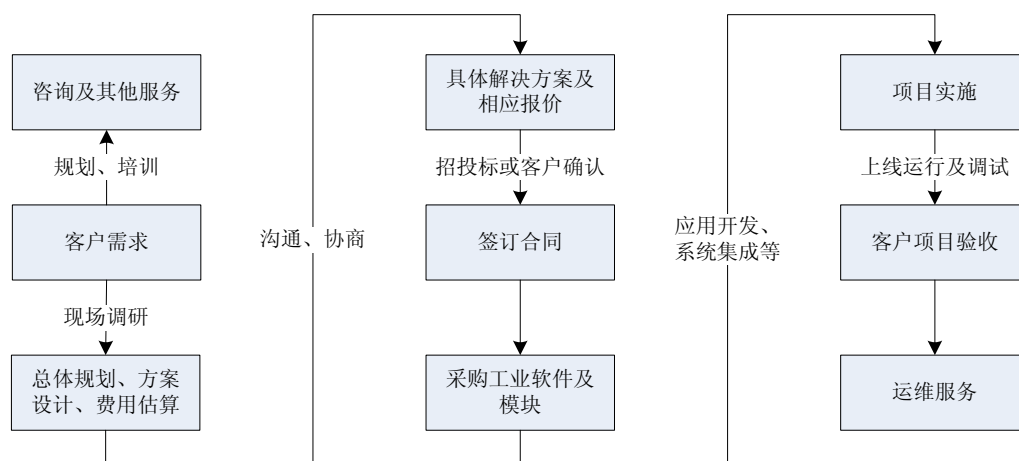 咨询及其他服务
规划、培训
客户需求
现场调研
总体规划、方案
设计、费用估算
沟通、协商
具体解决方案及
相应报价
招投标或客户确认
签订合同
采购工业软件及
模块
应用开发、
系统集成等
项目实施
上线运行及调试
客户项目验收
运维服务